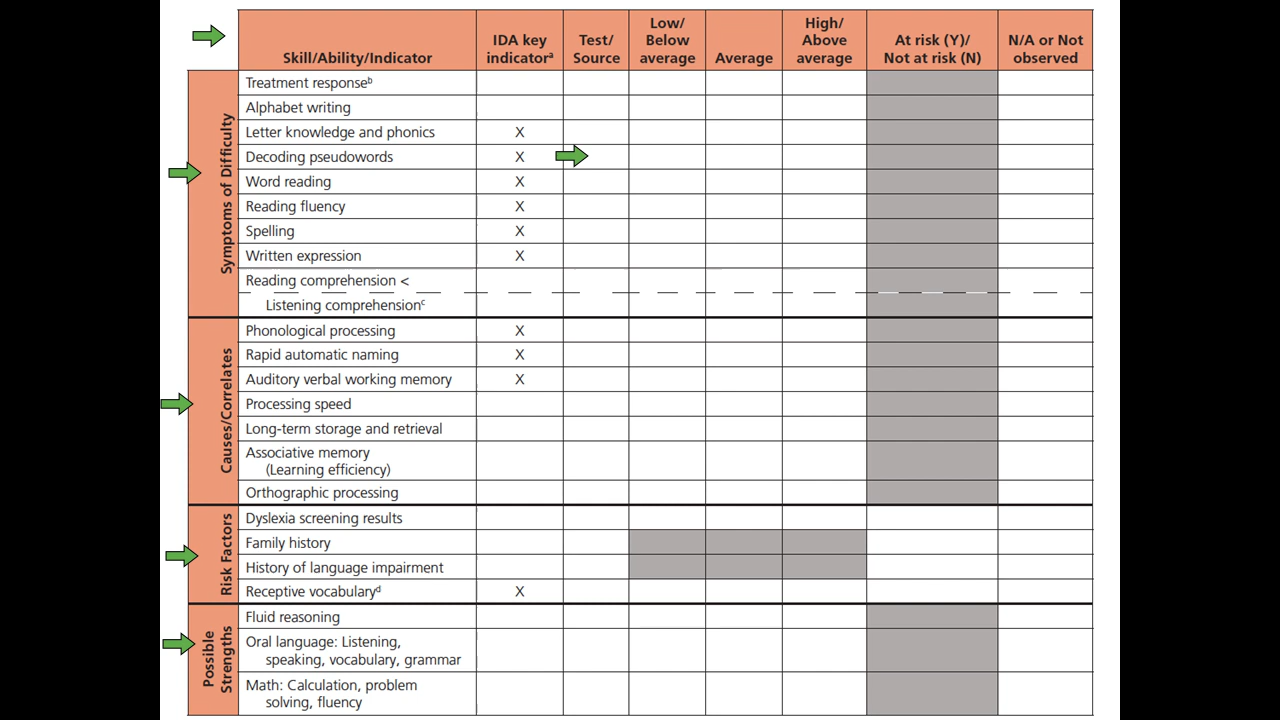 Skill/Ability/Indicator
IDA key
indicatorᵃ
Test/
Source
Low/
Below
average
Average
High/
Above
average
At risk (Y)/
Not at risk (N)
N/A or Not
observed
Symptoms of Difficulty
Treatment responseᵇ
Alphabet writing
Letter knowledge and phonics X
Decoding pseudowords X
Word reading X
Reading fluency X
Spelling X
Written expression X
Reading comprehension <
Listening comprehensionᶜ
Causes/Correlates
Phonological processing X
Rapid automatic naming X
Auditory verbal working memory X
Processing speed
Long-term storage and retrieval
Associative memory
(Learning efficiency)
Orthographic processing
Risk Factors
Dyslexia screening results
Family history
History of language impairment
Receptive vocabularyᵈ X
Possible
Strengths
Fluid reasoning
Oral language: Listening,
speaking, vocabulary, grammar
Math: Calculation, problem
solving, fluency